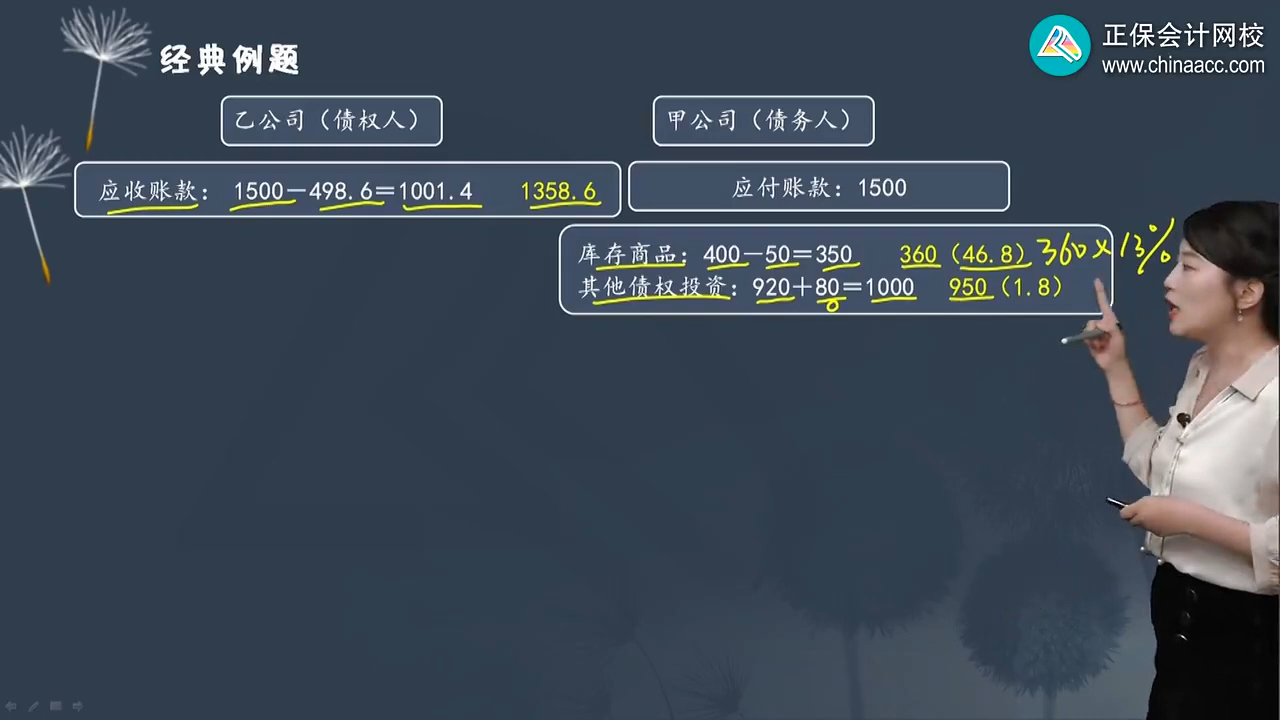 经典例题
正保会计网校
www.chinaacc.com
乙公司（债权人）
甲公司（债务人）
应收账款：1500－498.6＝1001.4 1358.6
应付账款：1500
库存商品：400－50＝350 360（46.8） 360×13%
其他债权投资：920＋80＝1000 950（1.8）